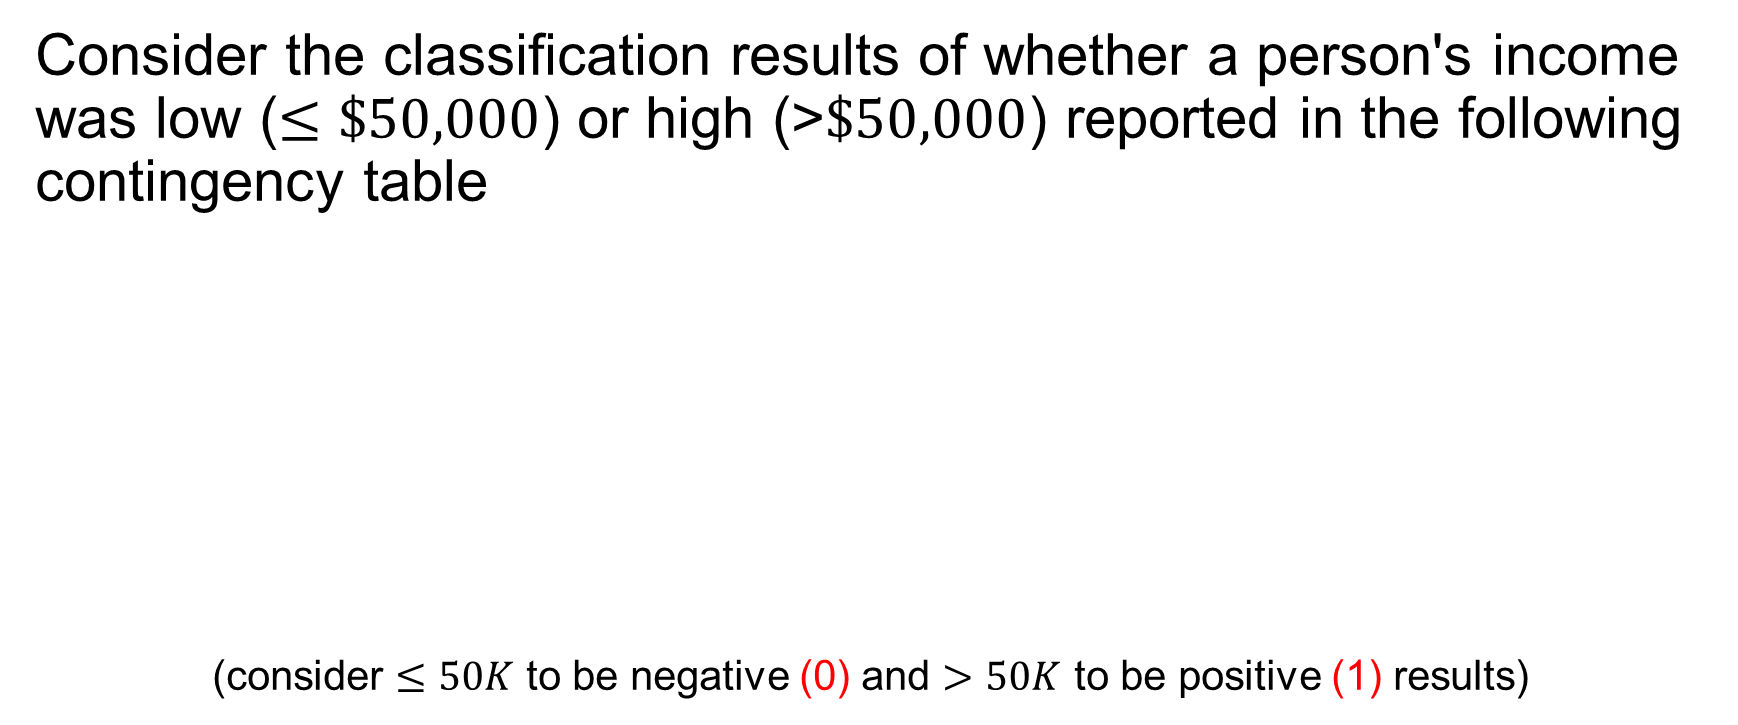 Consider the classification results of whether a person's income
was low (≤ $50,000) or high (>$50,000) reported in the following
contingency table
(consider ≤ 50K to be negative (0) and > 50K to be positive (1) results)